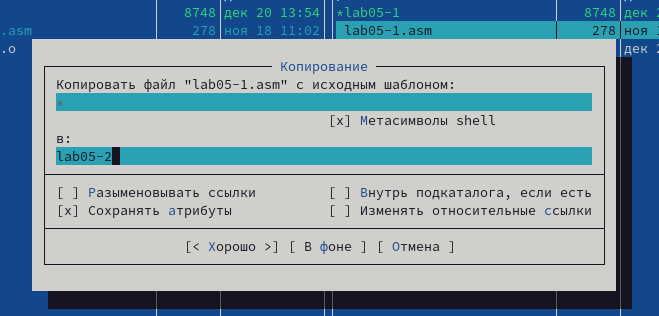 8748 дек 20 13:54 *lab05-1 8748 дек 2
.asm 278 ноя 18 11:02 lab05-1.asm 278 ноя 1
.o дек 2
Копирование
Копировать файл "lab05-1.asm" с исходным шаблоном:
*
[x] Метасимволы shell
в:
lab05-2
[ ] Разыменовывать ссылки [ ] Внутрь подкаталога, если есть
[x] Сохранять атрибуты [ ] Изменять относительные ссылки
[< Хорошо >] [ В фоне ] [ Отмена ]